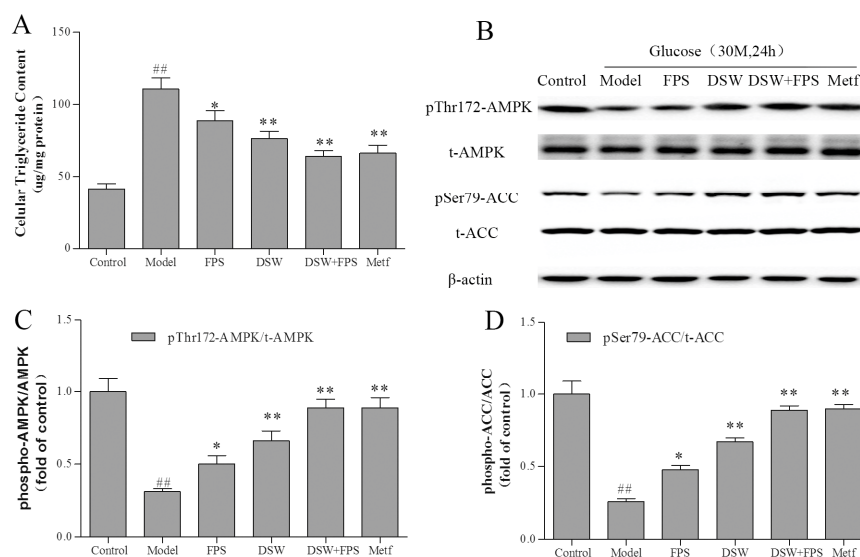 A
Celular Triglyceride Content
(ug/mg protein)
150
100
50
0
##
*
**
**
**
Control Model FPS DSW DSW+FPS Metf
B
Glucose（30M,24h）
Control Model FPS DSW DSW+FPS Metf
pThr172-AMPK
t-AMPK
pSer79-ACC
t-ACC
β-actin
C
phospho-AMPK/AMPK
(fold of control)
1.5
1.0
0.5
0.0
pThr172-AMPK/t-AMPK
##
*
**
**
**
Control Model FPS DSW DSW+FPS Metf
D
phospho-ACC/ACC
(fold of control)
1.5
1.0
0.5
0.0
pSer79-ACC/t-ACC
##
*
**
**
**
Control Model FPS DSW DSW+FPS Metf